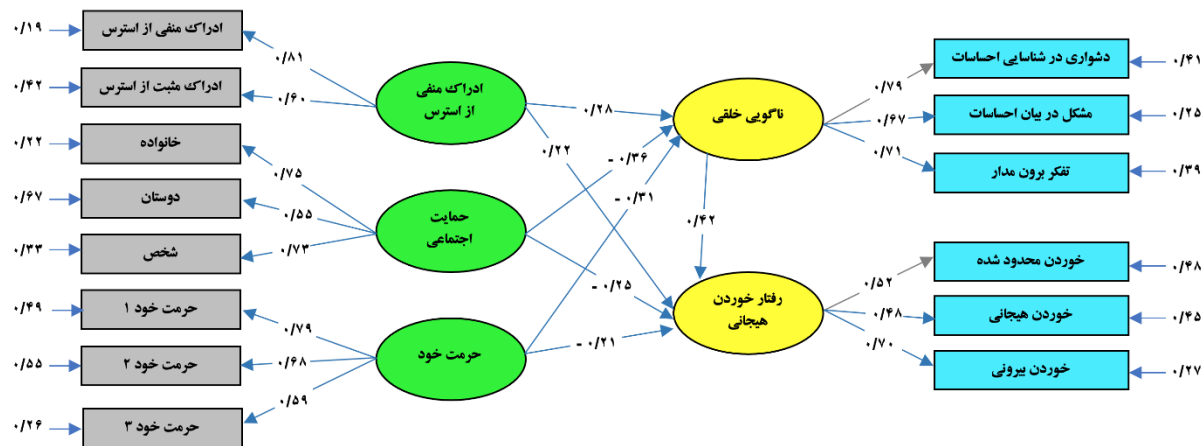 ۰/۱۹
ادراک منفی از استرس
۰/۸۱
۰/۴۲
ادراک مثبت از استرس
۰/۶۰
۰/۲۲
خانواده
۰/۷۵
۰/۶۷
دوستان
۰/۵۵
۰/۳۳
شخص
۰/۷۳
۰/۴۹
حرمت خود ۱
۰/۷۹
۰/۵۵
حرمت خود ۲
۰/۶۸
۰/۲۶
حرمت خود ۳
۰/۵۹
ادراک منفی
از استرس
حمایت
اجتماعی
حرمت خود
۰/۲۸
۰/۲۲
- ۰/۳۶
- ۰/۳۱
- ۰/۲۵
- ۰/۲۱
ناگویی خلقی
۰/۴۲
رفتار خوردن
هیجانی
۰/۷۹
دشواری در شناسایی احساسات
۰/۴۱
۰/۶۷
مشکل در بیان احساسات
۰/۲۵
۰/۷۱
تفکر برون مدار
۰/۳۹
۰/۵۲
خوردن محدود شده
۰/۴۸
۰/۴۸
خوردن هیجانی
۰/۴۵
۰/۷۰
خوردن بیرونی
۰/۲۷